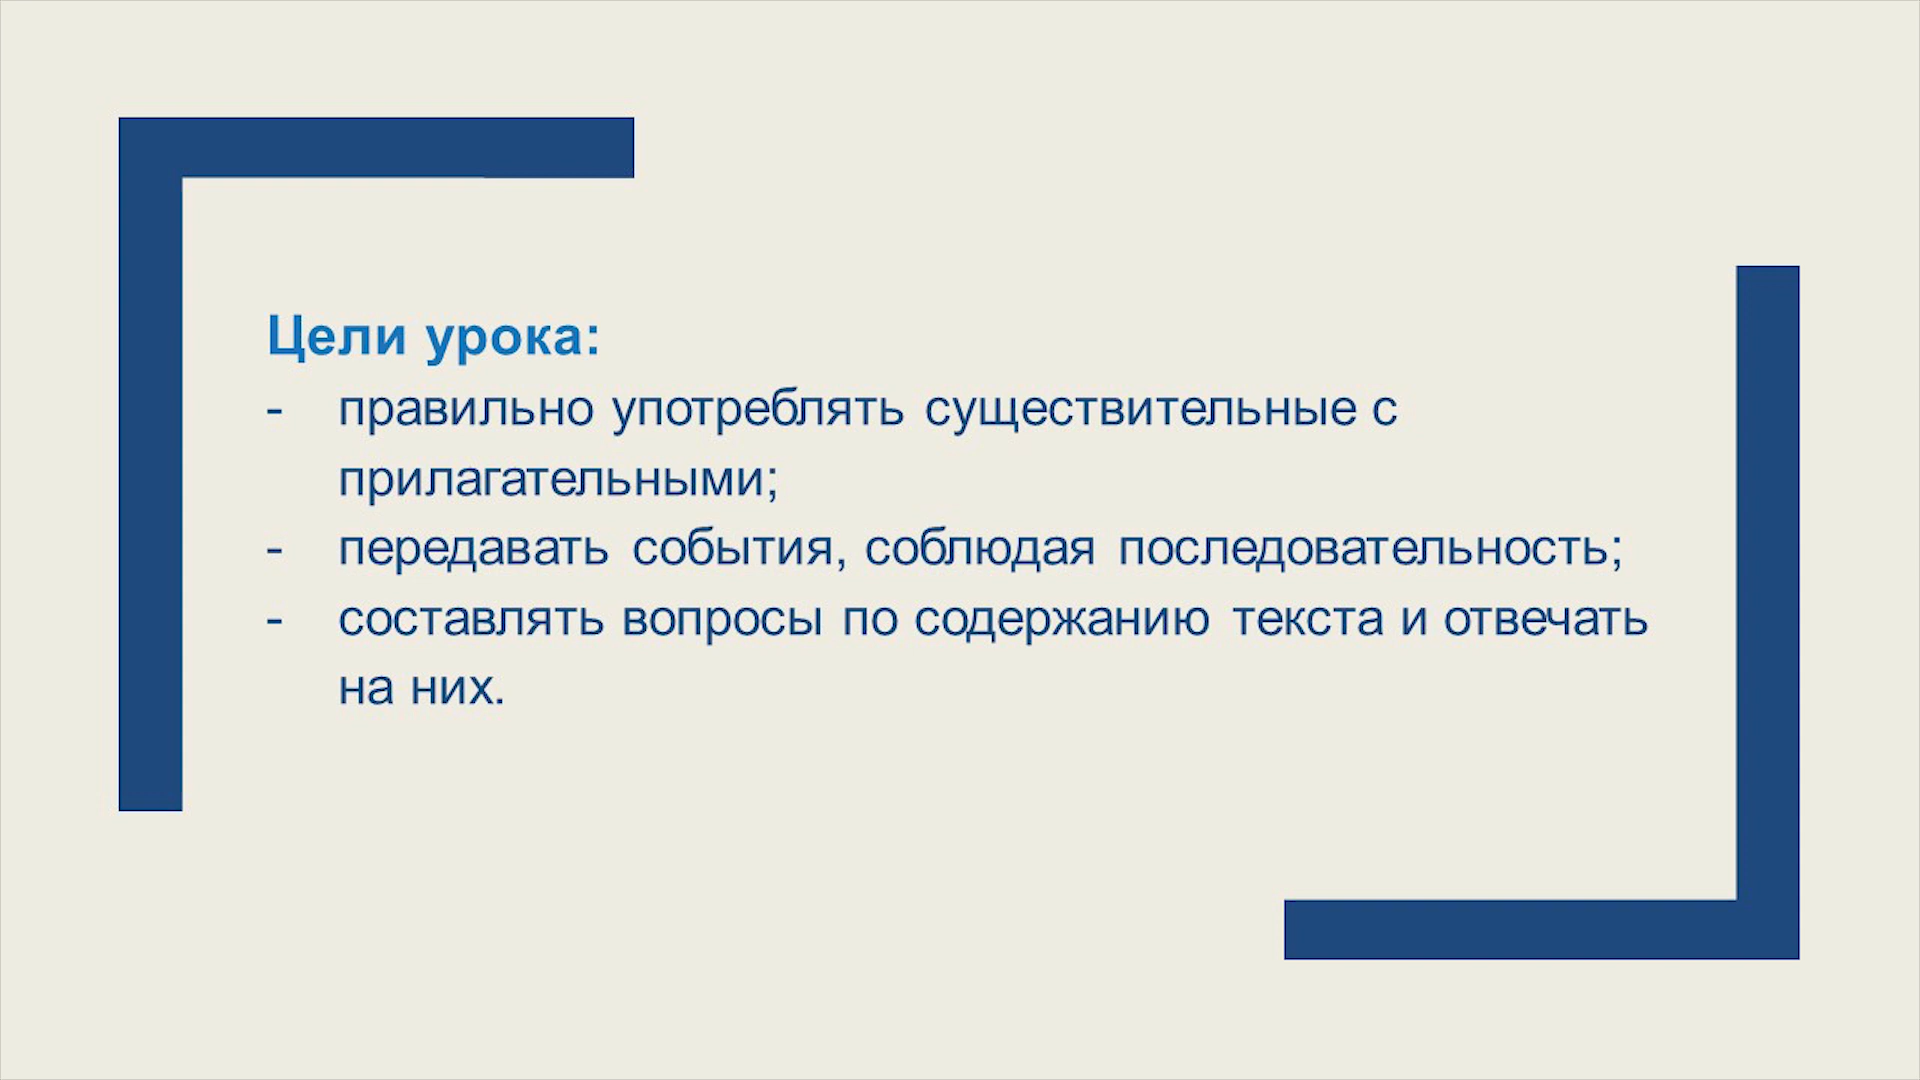 Цели урока:
- правильно употреблять существительные с
прилагательными;
- передавать события, соблюдая последовательность;
- составлять вопросы по содержанию текста и отвечать
на них.